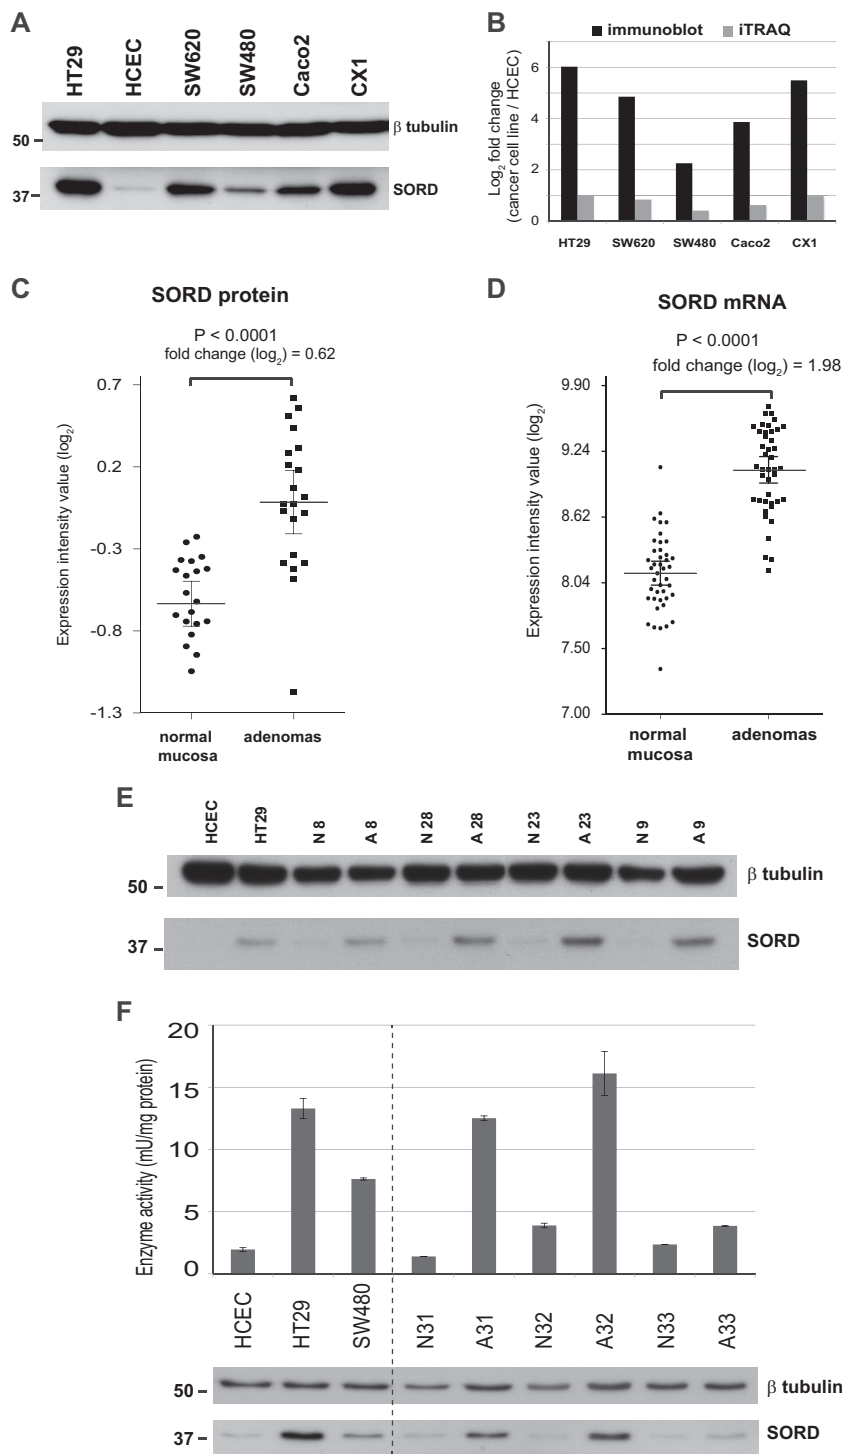 A
HT29
HCEC
SW620
SW480
Caco2
CX1
50
β tubulin
37
SORD
B
immunoblot iTRAQ
Log2 fold change
(cancer cell line / HCEC)
6
4
2
0
HT29 SW620 SW480 Caco2 CX1
C
SORD protein
P < 0.0001
fold change (log2) = 0.62
Expression intensity value (log2)
0.7
0.2
-0.3
-0.8
-1.3
normal adenomas
mucosa
D
SORD mRNA
P < 0.0001
fold change (log2) = 1.98
Expression intensity value (log2)
9.90
9.24
8.62
8.04
7.50
7.00
normal adenomas
mucosa
E
HCEC
HT29
N 8
A 8
N 28
A 28
N 23
A 23
N 9
A 9
50
β tubulin
37
SORD
F
Enzyme activity (mU/mg protein)
20
15
10
5
0
HCEC
HT29
SW480
N31
A31
N32
A32
N33
A33
50
β tubulin
37
SORD